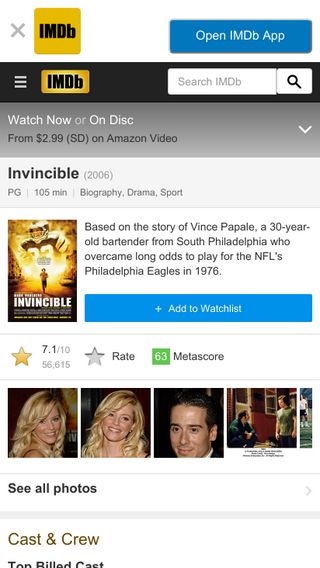 IMDb
Open IMDb App
IMDb
Search IMDb
Watch Now or On Disc
From $2.99 (SD) on Amazon Video
Invincible (2006)
PG | 105 min | Biography, Drama, Sport
INVINCIBLE
Based on the story of Vince Papale, a 30-year-
old bartender from South Philadelphia who
overcame long odds to play for the NFL's
Philadelphia Eagles in 1976.
+ Add to Watchlist
7.1/10
56,615
Rate
63 Metascore
See all photos
Cast & Crew
Top Billed Cast